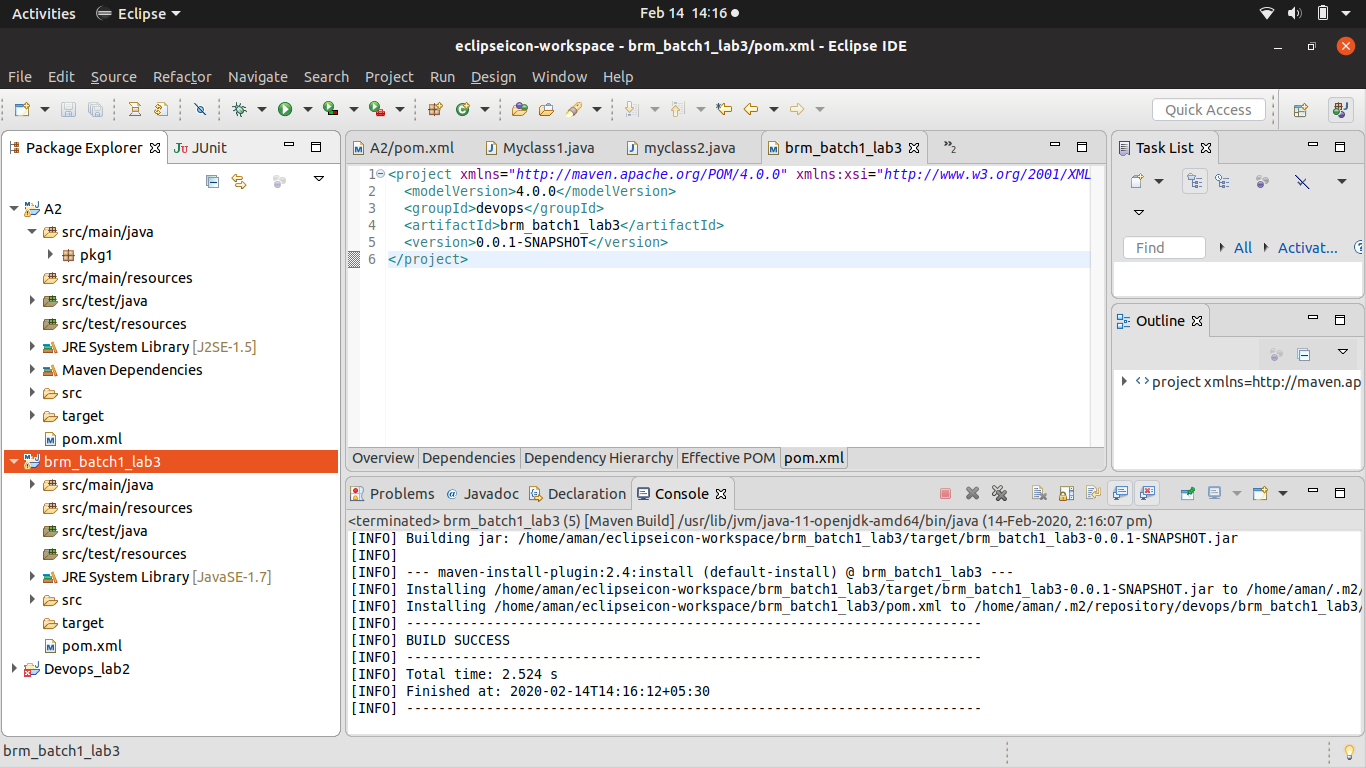 Activities Eclipse Feb 14 14:16
eclipseicon-workspace - brm_batch1_lab3/pom.xml - Eclipse IDE
File Edit Source Refactor Navigate Search Project Run Design Window Help
Quick Access
Package Explorer JUnit
A2
src/main/java
pkg1
src/main/resources
src/test/java
src/test/resources
JRE System Library [J2SE-1.5]
Maven Dependencies
src
target
pom.xml
brm_batch1_lab3
src/main/java
src/main/resources
src/test/java
src/test/resources
JRE System Library [JavaSE-1.7]
src
target
pom.xml
Devops_lab2
A2/pom.xml Myclass1.java myclass2.java brm_batch1_lab3 »2
1 <project xmlns="http://maven.apache.org/POM/4.0.0" xmlns:xsi="http://www.w3.org/2001/XML
2 <modelVersion>4.0.0</modelVersion>
3 <groupId>devops</groupId>
4 <artifactId>brm_batch1_lab3</artifactId>
5 <version>0.0.1-SNAPSHOT</version>
6 </project>
Overview Dependencies Dependency Hierarchy Effective POM pom.xml
Task List
Find All Activat...
Outline
project xmlns=http://maven.ap
Problems Javadoc Declaration Console
<terminated> brm_batch1_lab3 (5) [Maven Build] /usr/lib/jvm/java-11-openjdk-amd64/bin/java (14-Feb-2020, 2:16:07 pm)
[INFO] Building jar: /home/aman/eclipseicon-workspace/brm_batch1_lab3/target/brm_batch1_lab3-0.0.1-SNAPSHOT.jar
[INFO]
[INFO] --- maven-install-plugin:2.4:install (default-install) @ brm_batch1_lab3 ---
[INFO] Installing /home/aman/eclipseicon-workspace/brm_batch1_lab3/target/brm_batch1_lab3-0.0.1-SNAPSHOT.jar to /home/aman/.m2/
[INFO] Installing /home/aman/eclipseicon-workspace/brm_batch1_lab3/pom.xml to /home/aman/.m2/repository/devops/brm_batch1_lab3/
[INFO] ------------------------------------------------------------------------
[INFO] BUILD SUCCESS
[INFO] ------------------------------------------------------------------------
[INFO] Total time: 2.524 s
[INFO] Finished at: 2020-02-14T14:16:12+05:30
[INFO] ------------------------------------------------------------------------
brm_batch1_lab3